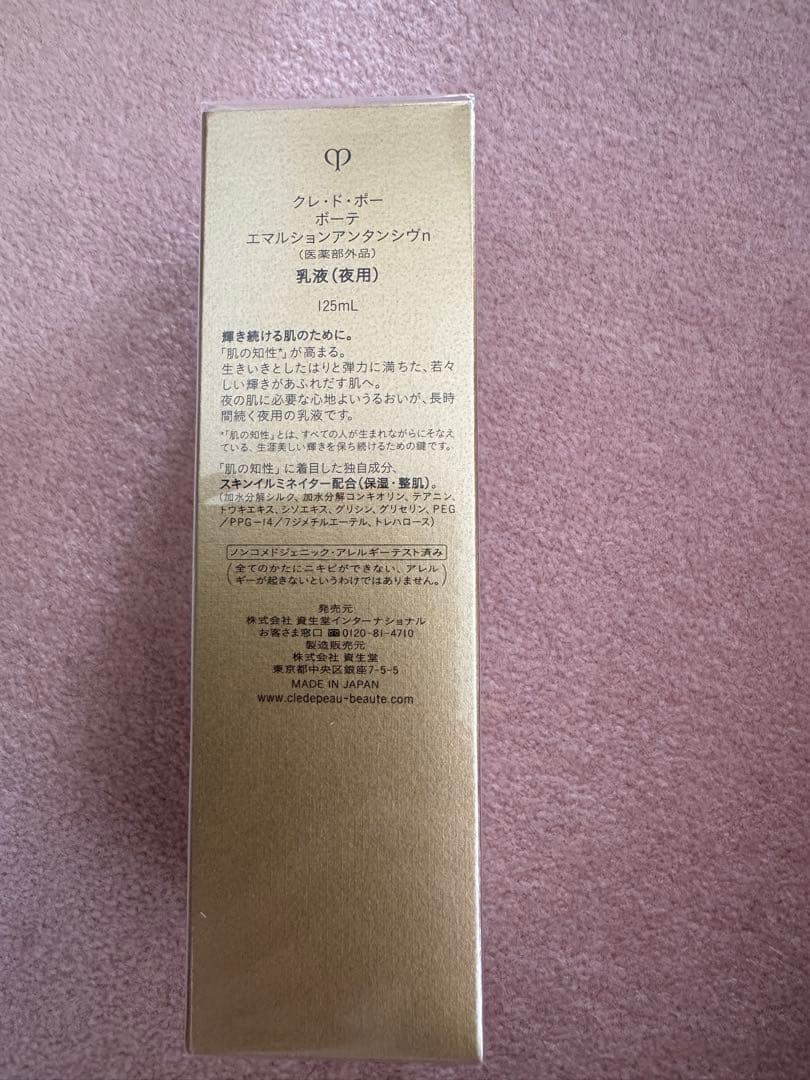 クレ・ド・ポー
ボーテ
エマルションアンタンシヴn
(医薬部外品)
乳液(夜用)
125mL
輝き続ける肌のために。
「肌の知性*」が高まる。
生きいきとしたはりと弾力に満ちた、若々
しい輝きがあふれだす肌へ。
夜の肌に必要な心地よいうるおいが、長時
間続く夜用の乳液です。
*「肌の知性」とは、すべての人が生まれながらにそなえ
ている、生涯美しい輝きを保ち続けるための鍵です。
「肌の知性」に着目した独自成分、
スキンイルミネイター配合(保湿・整肌)。
(加水分解シルク、加水分解コンキオリン、テアニン、
トウキエキス、シソエキス、グリシン、グリセリン、PEG
/PPG-14/7ジメチルエーテル、トレハロース)
ノンコメドジェニック・アレルギーテスト済み
(全てのかたにニキビができない、アレル
ギーが起きないというわけではありません。)
発売元
株式会社 資生堂インターナショナル
お客さま窓口 0120-81-4710
製造販売元
株式会社 資生堂
東京都中央区銀座7-5-5
MADE IN JAPAN
www.cledepeau-beaute.com